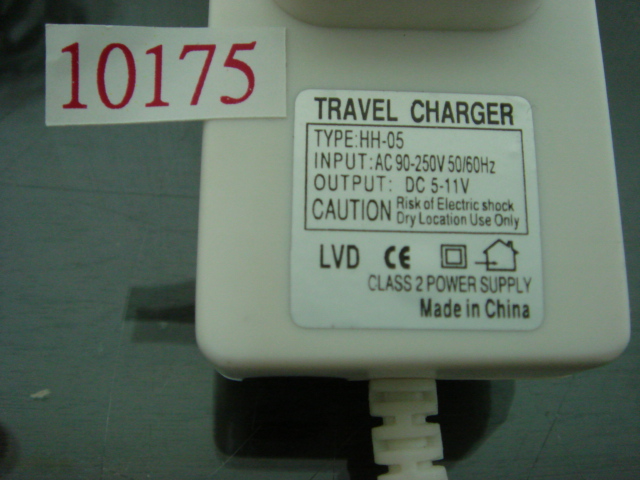 10175
TRAVEL CHARGER
TYPE:HH-05
INPUT:AC 90-250V 50/60Hz
OUTPUT: DC 5-11V
CAUTION Risk of Electric shock
Dry Location Use Only
LVD CE
CLASS 2 POWER SUPPLY
Made in China